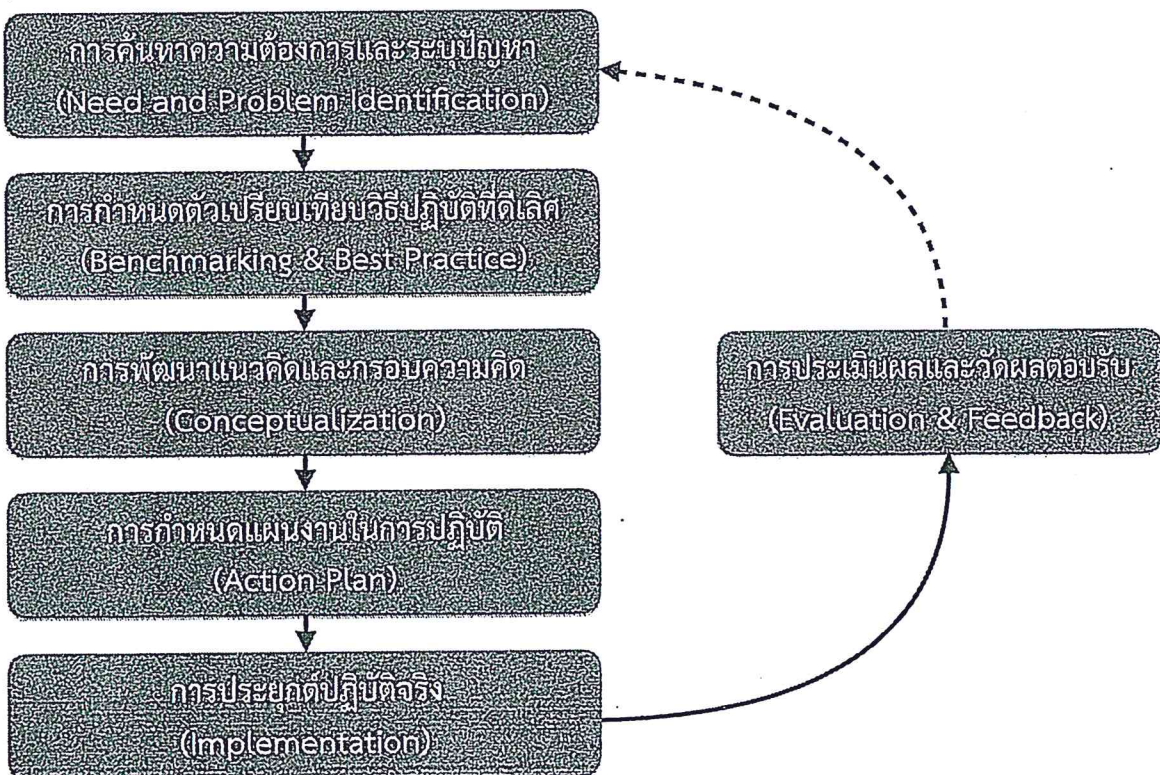 การค้นหาความต้องการและระบุปัญหา
(Need and Problem Identification)
การกำหนดตัวเปรียบเทียบวิธีปฏิบัติที่ดีเลิศ
(Benchmarking & Best Practice)
การพัฒนาแนวคิดและกรอบความคิด
(Conceptualization)
การประเมินผลและวัดผลตอบรับ
(Evaluation & Feedback)
การกำหนดแผนงานในการปฏิบัติ
(Action Plan)
การประยุกต์ปฏิบัติจริง
(Implementation)